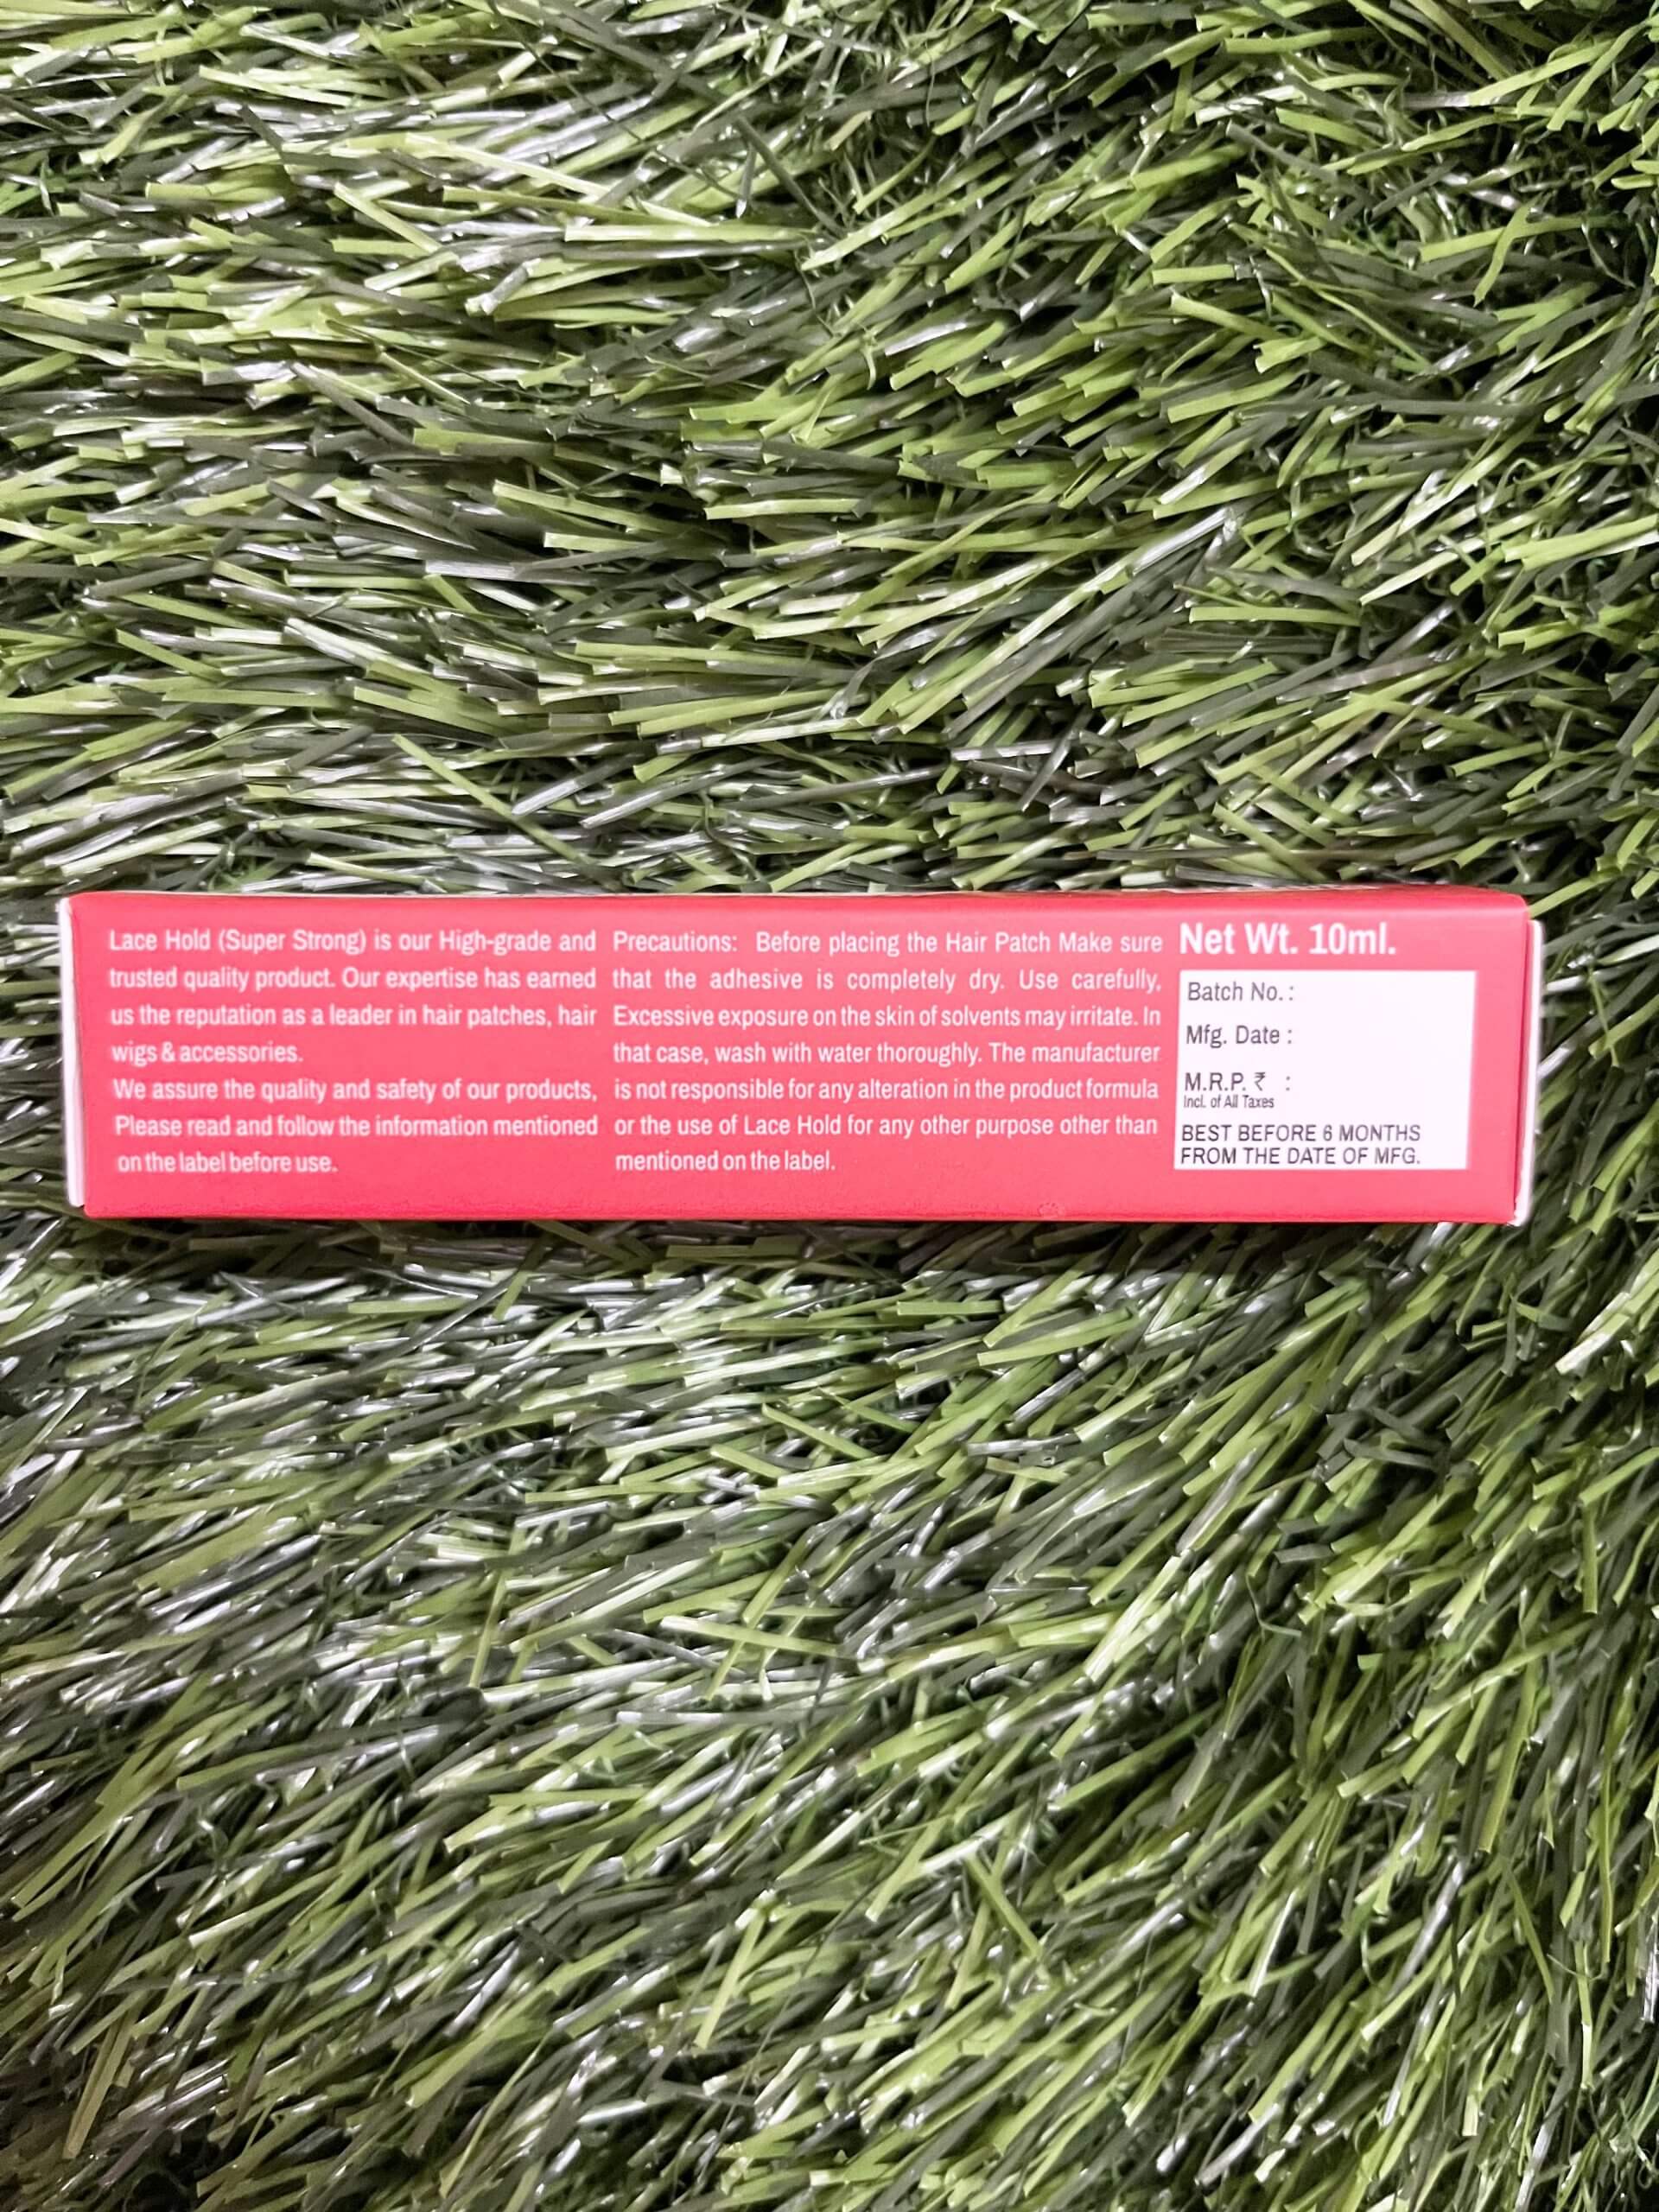 Lace Hold (Super Strong) is our High-grade and
trusted quality product. Our expertise has earned
us the reputation as a leader in hair patches, hair
wigs & accessories.
We assure the quality and safety of our products,
Please read and follow the information mentioned
on the label before use.
Precautions: Before placing the Hair Patch Make sure
that the adhesive is completely dry. Use carefully,
Excessive exposure on the skin of solvents may irritate. In
that case, wash with water thoroughly. The manufacturer
is not responsible for any alteration in the product formula
or the use of Lace Hold for any other purpose other than
mentioned on the label.
Net Wt. 10ml.
Batch No. :
Mfg. Date :
M.R.P. ₹ :
Incl. of All Taxes
BEST BEFORE 6 MONTHS
FROM THE DATE OF MFG.